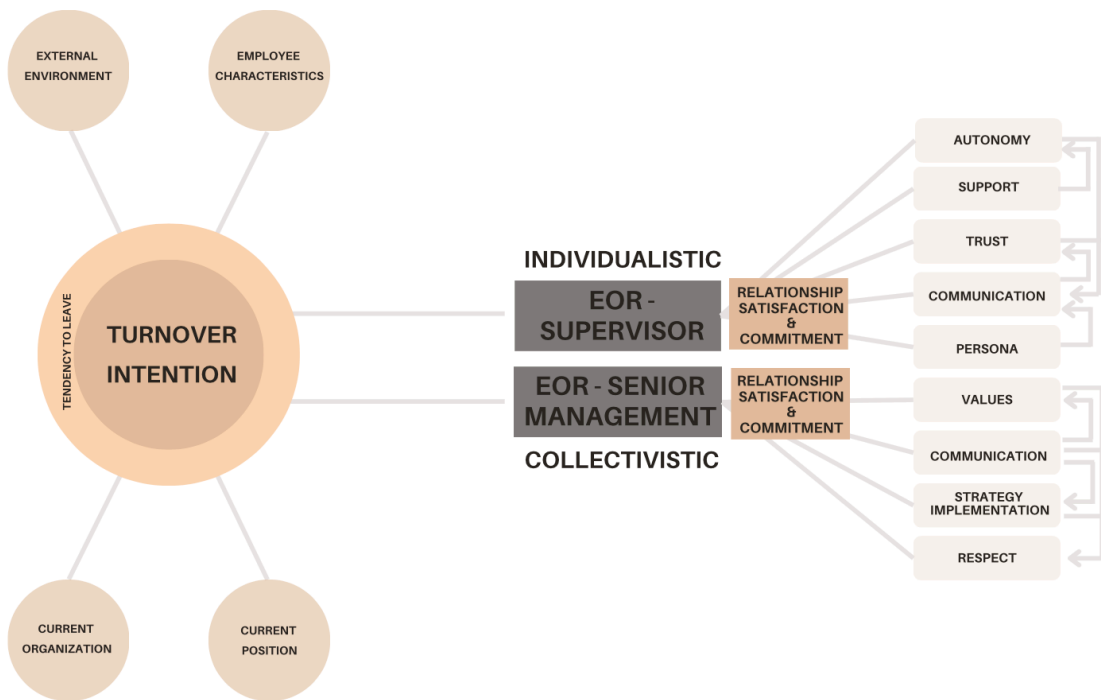 EXTERNAL
ENVIRONMENT
EMPLOYEE
CHARACTERISTICS
TENDENCY TO LEAVE
TURNOVER
INTENTION
CURRENT
ORGANIZATION
CURRENT
POSITION
INDIVIDUALISTIC
EOR -
SUPERVISOR
RELATIONSHIP
SATISFACTION
&
COMMITMENT
EOR - SENIOR
MANAGEMENT
RELATIONSHIP
SATISFACTION
&
COMMITMENT
COLLECTIVISTIC
AUTONOMY
SUPPORT
TRUST
COMMUNICATION
PERSONA
VALUES
COMMUNICATION
STRATEGY
IMPLEMENTATION
RESPECT